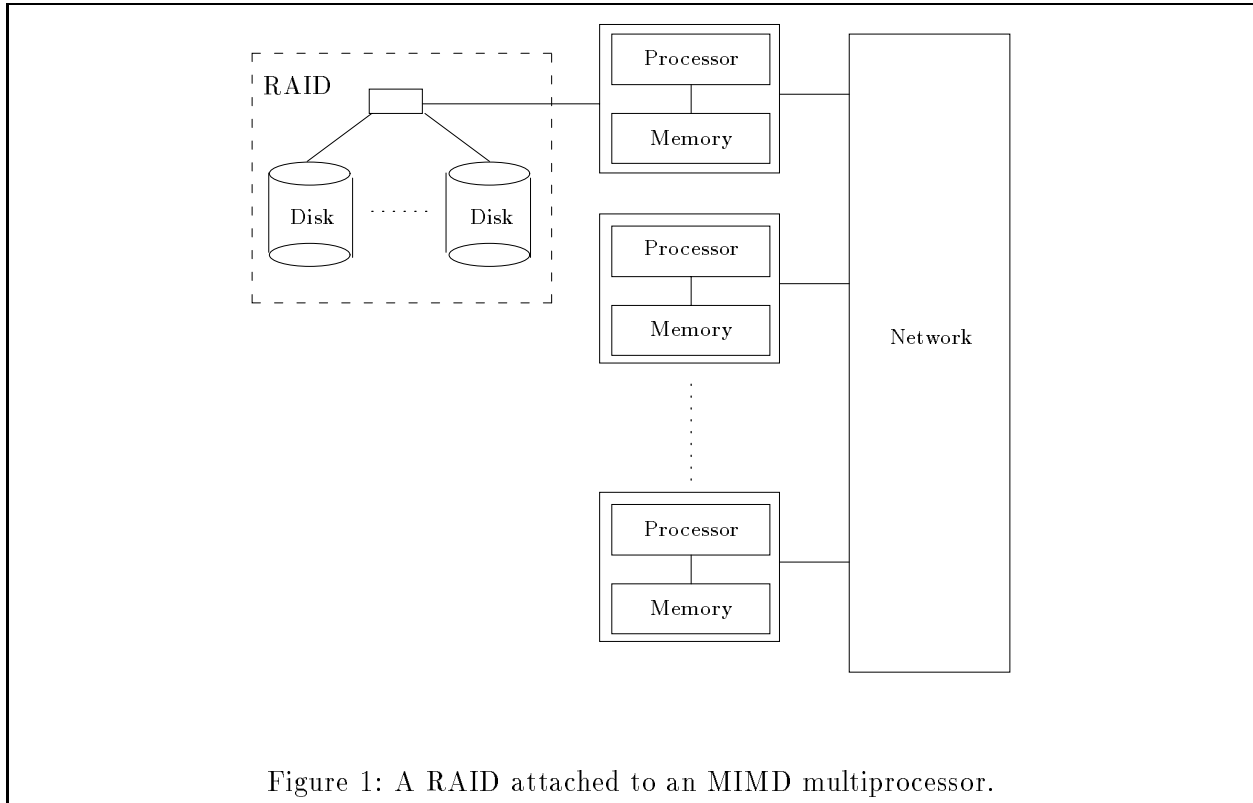 RAID
Disk
Disk
Processor
Memory
Processor
Memory
Processor
Memory
Network
Figure 1: A RAID attached to an MIMD multiprocessor.